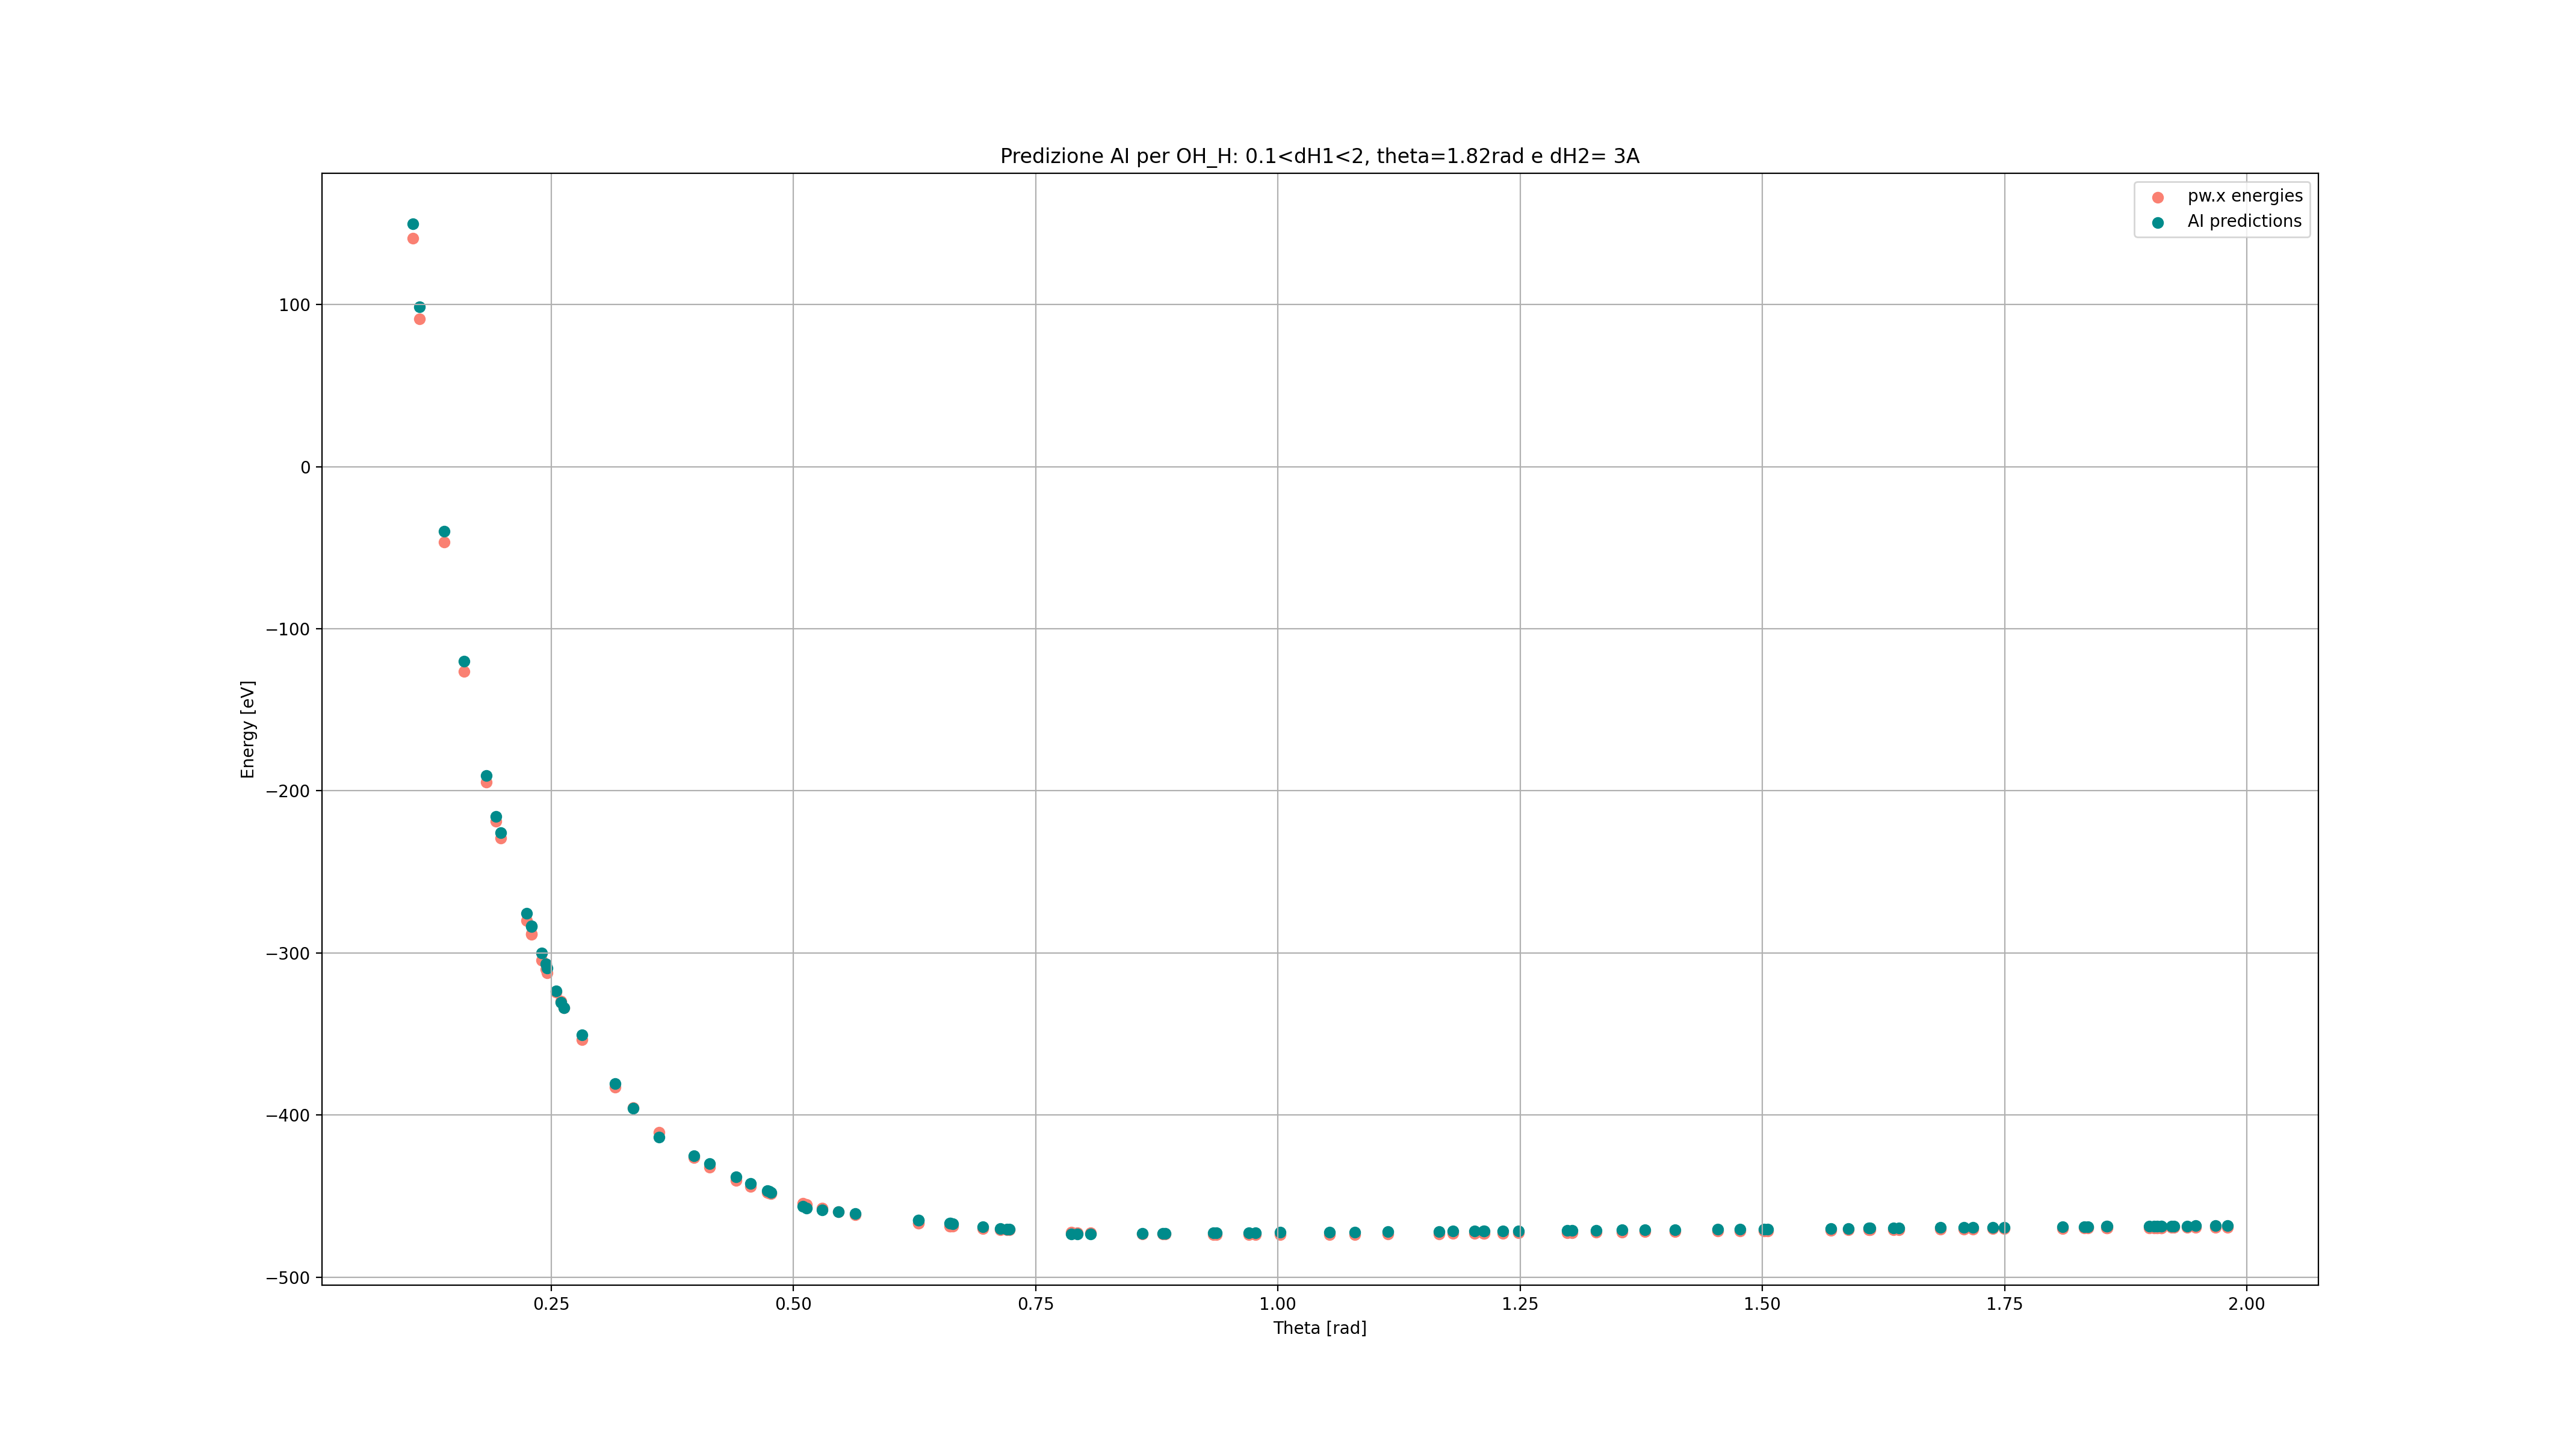 Predizione AI per OH_H: 0.1<dH1<2, theta=1.82rad e dH2= 3A
pw.x energies
AI predictions
100
0
−100
−200
−300
−400
−500
Energy [eV]
0.25 0.50 0.75 1.00 1.25 1.50 1.75 2.00
Theta [rad]